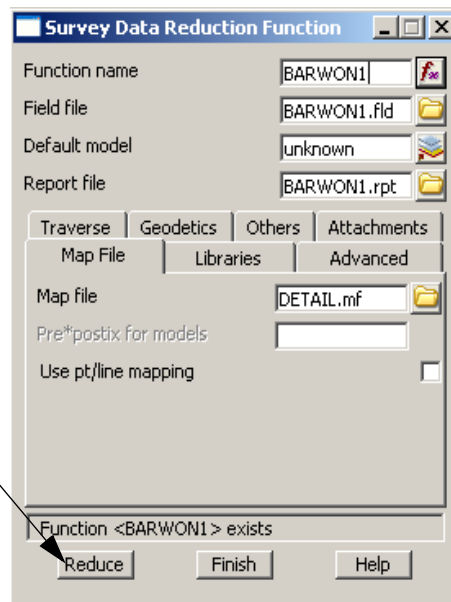 Survey Data Reduction Function
Function name BARWON1
Field file BARWON1.fld
Default model unknown
Report file BARWON1.rpt
Traverse Geodetics Others Attachments
Map File Libraries Advanced
Map file DETAIL.mf
Pre*postix for models
Use pt/line mapping
Function <BARWON1> exists
Reduce Finish Help